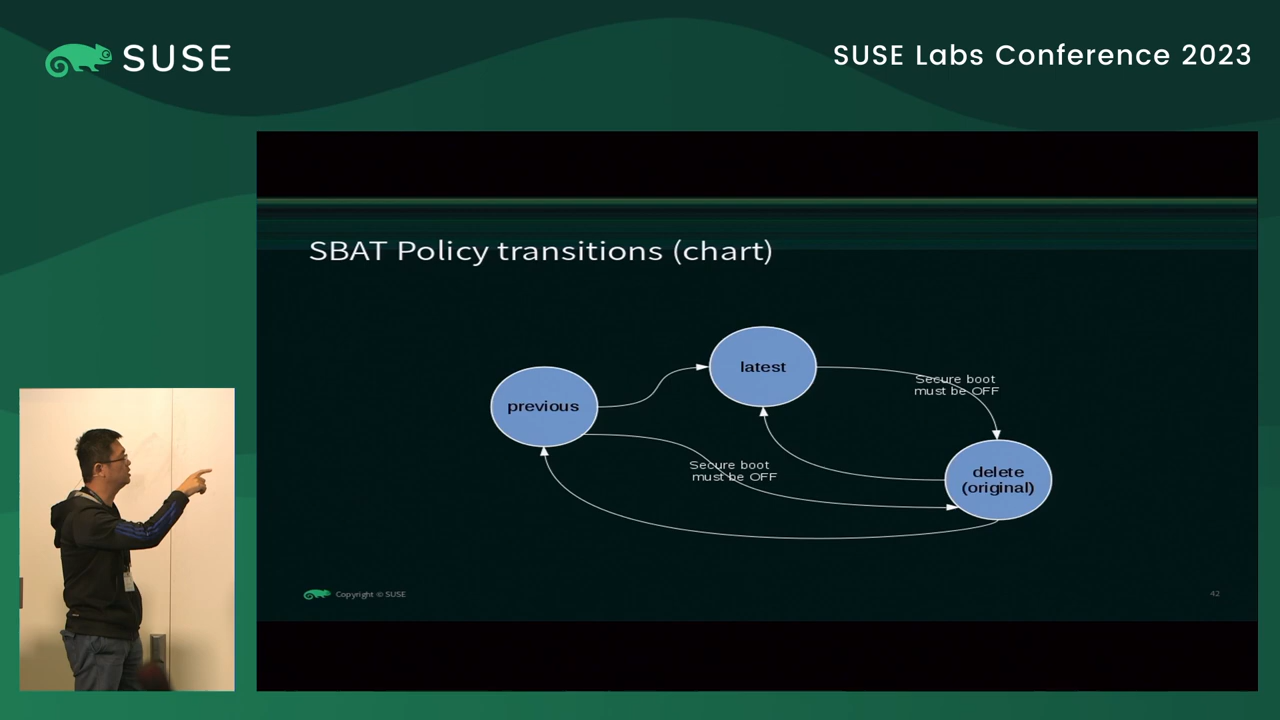 SUSE
SUSE Labs Conference 2023
SBAT Policy transitions (chart)
latest
Secure boot
must be OFF
previous
Secure boot
must be OFF
delete
(original)
Copyright © SUSE
42